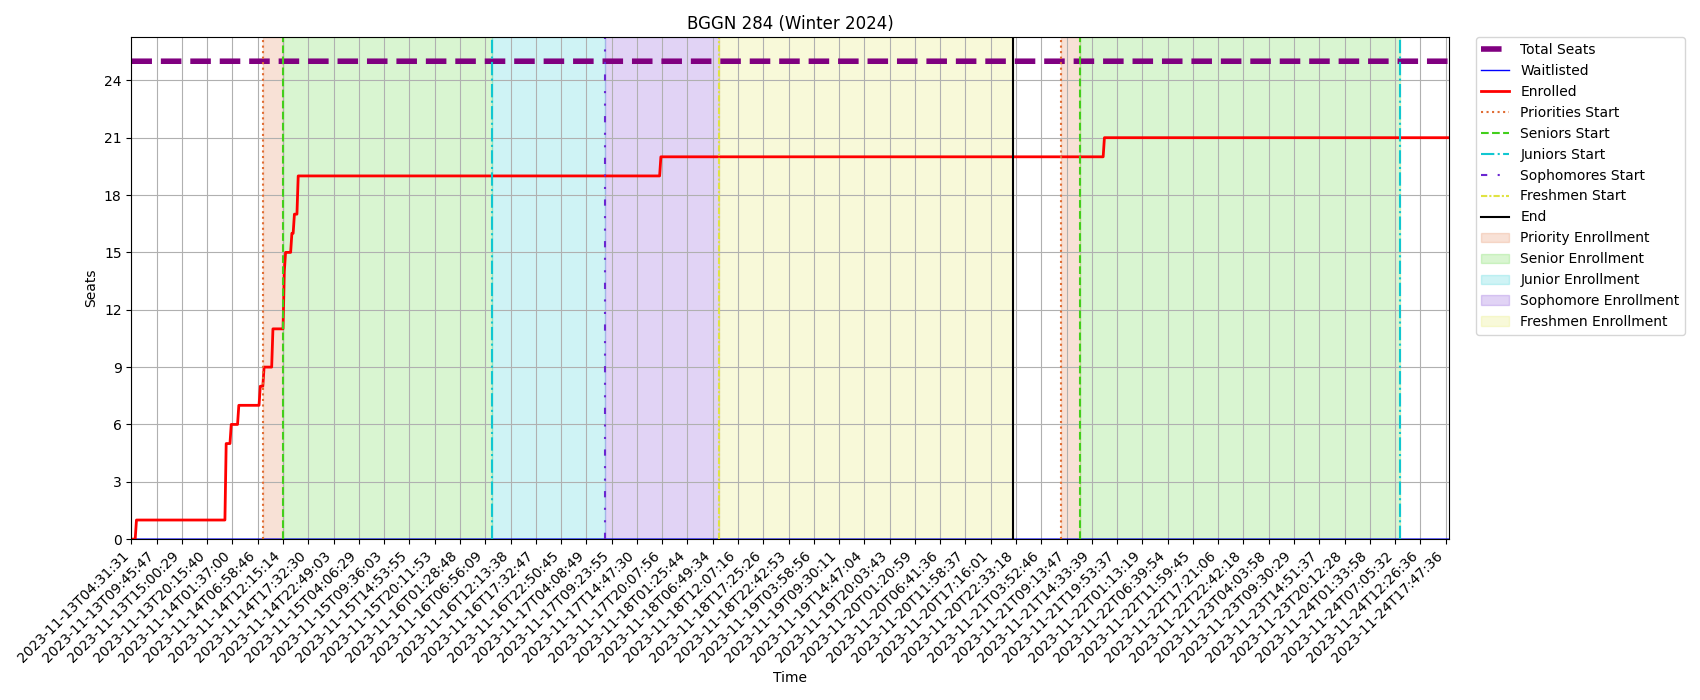 BGGN 284 (Winter 2024)
Seats
24
21
18
15
12
9
6
3
0
2023-11-13T04:31:31
2023-11-13T09:45:47
2023-11-13T15:00:29
2023-11-13T20:15:40
2023-11-14T01:37:00
2023-11-14T06:58:46
2023-11-14T12:15:14
2023-11-14T17:32:30
2023-11-14T22:49:03
2023-11-15T04:06:29
2023-11-15T09:36:03
2023-11-15T14:53:55
2023-11-15T20:11:53
2023-11-16T01:28:48
2023-11-16T06:56:09
2023-11-16T12:13:38
2023-11-16T17:32:47
2023-11-16T22:50:45
2023-11-17T04:08:49
2023-11-17T09:23:55
2023-11-17T14:47:30
2023-11-17T20:07:56
2023-11-18T01:25:44
2023-11-18T06:49:34
2023-11-18T12:07:16
2023-11-18T17:25:26
2023-11-18T22:42:53
2023-11-19T03:58:56
2023-11-19T09:30:11
2023-11-19T14:47:04
2023-11-19T20:03:43
2023-11-20T01:20:59
2023-11-20T06:41:36
2023-11-20T11:58:37
2023-11-20T17:16:01
2023-11-20T22:33:18
2023-11-21T03:52:46
2023-11-21T09:13:47
2023-11-21T14:33:39
2023-11-21T19:53:37
2023-11-22T01:13:19
2023-11-22T06:39:54
2023-11-22T11:59:45
2023-11-22T17:21:06
2023-11-22T22:42:18
2023-11-23T04:03:58
2023-11-23T09:30:29
2023-11-23T14:51:37
2023-11-23T20:12:28
2023-11-24T01:33:58
2023-11-24T07:05:32
2023-11-24T12:26:36
2023-11-24T17:47:36
Time
Total Seats
Waitlisted
Enrolled
Priorities Start
Seniors Start
Juniors Start
Sophomores Start
Freshmen Start
End
Priority Enrollment
Senior Enrollment
Junior Enrollment
Sophomore Enrollment
Freshmen Enrollment